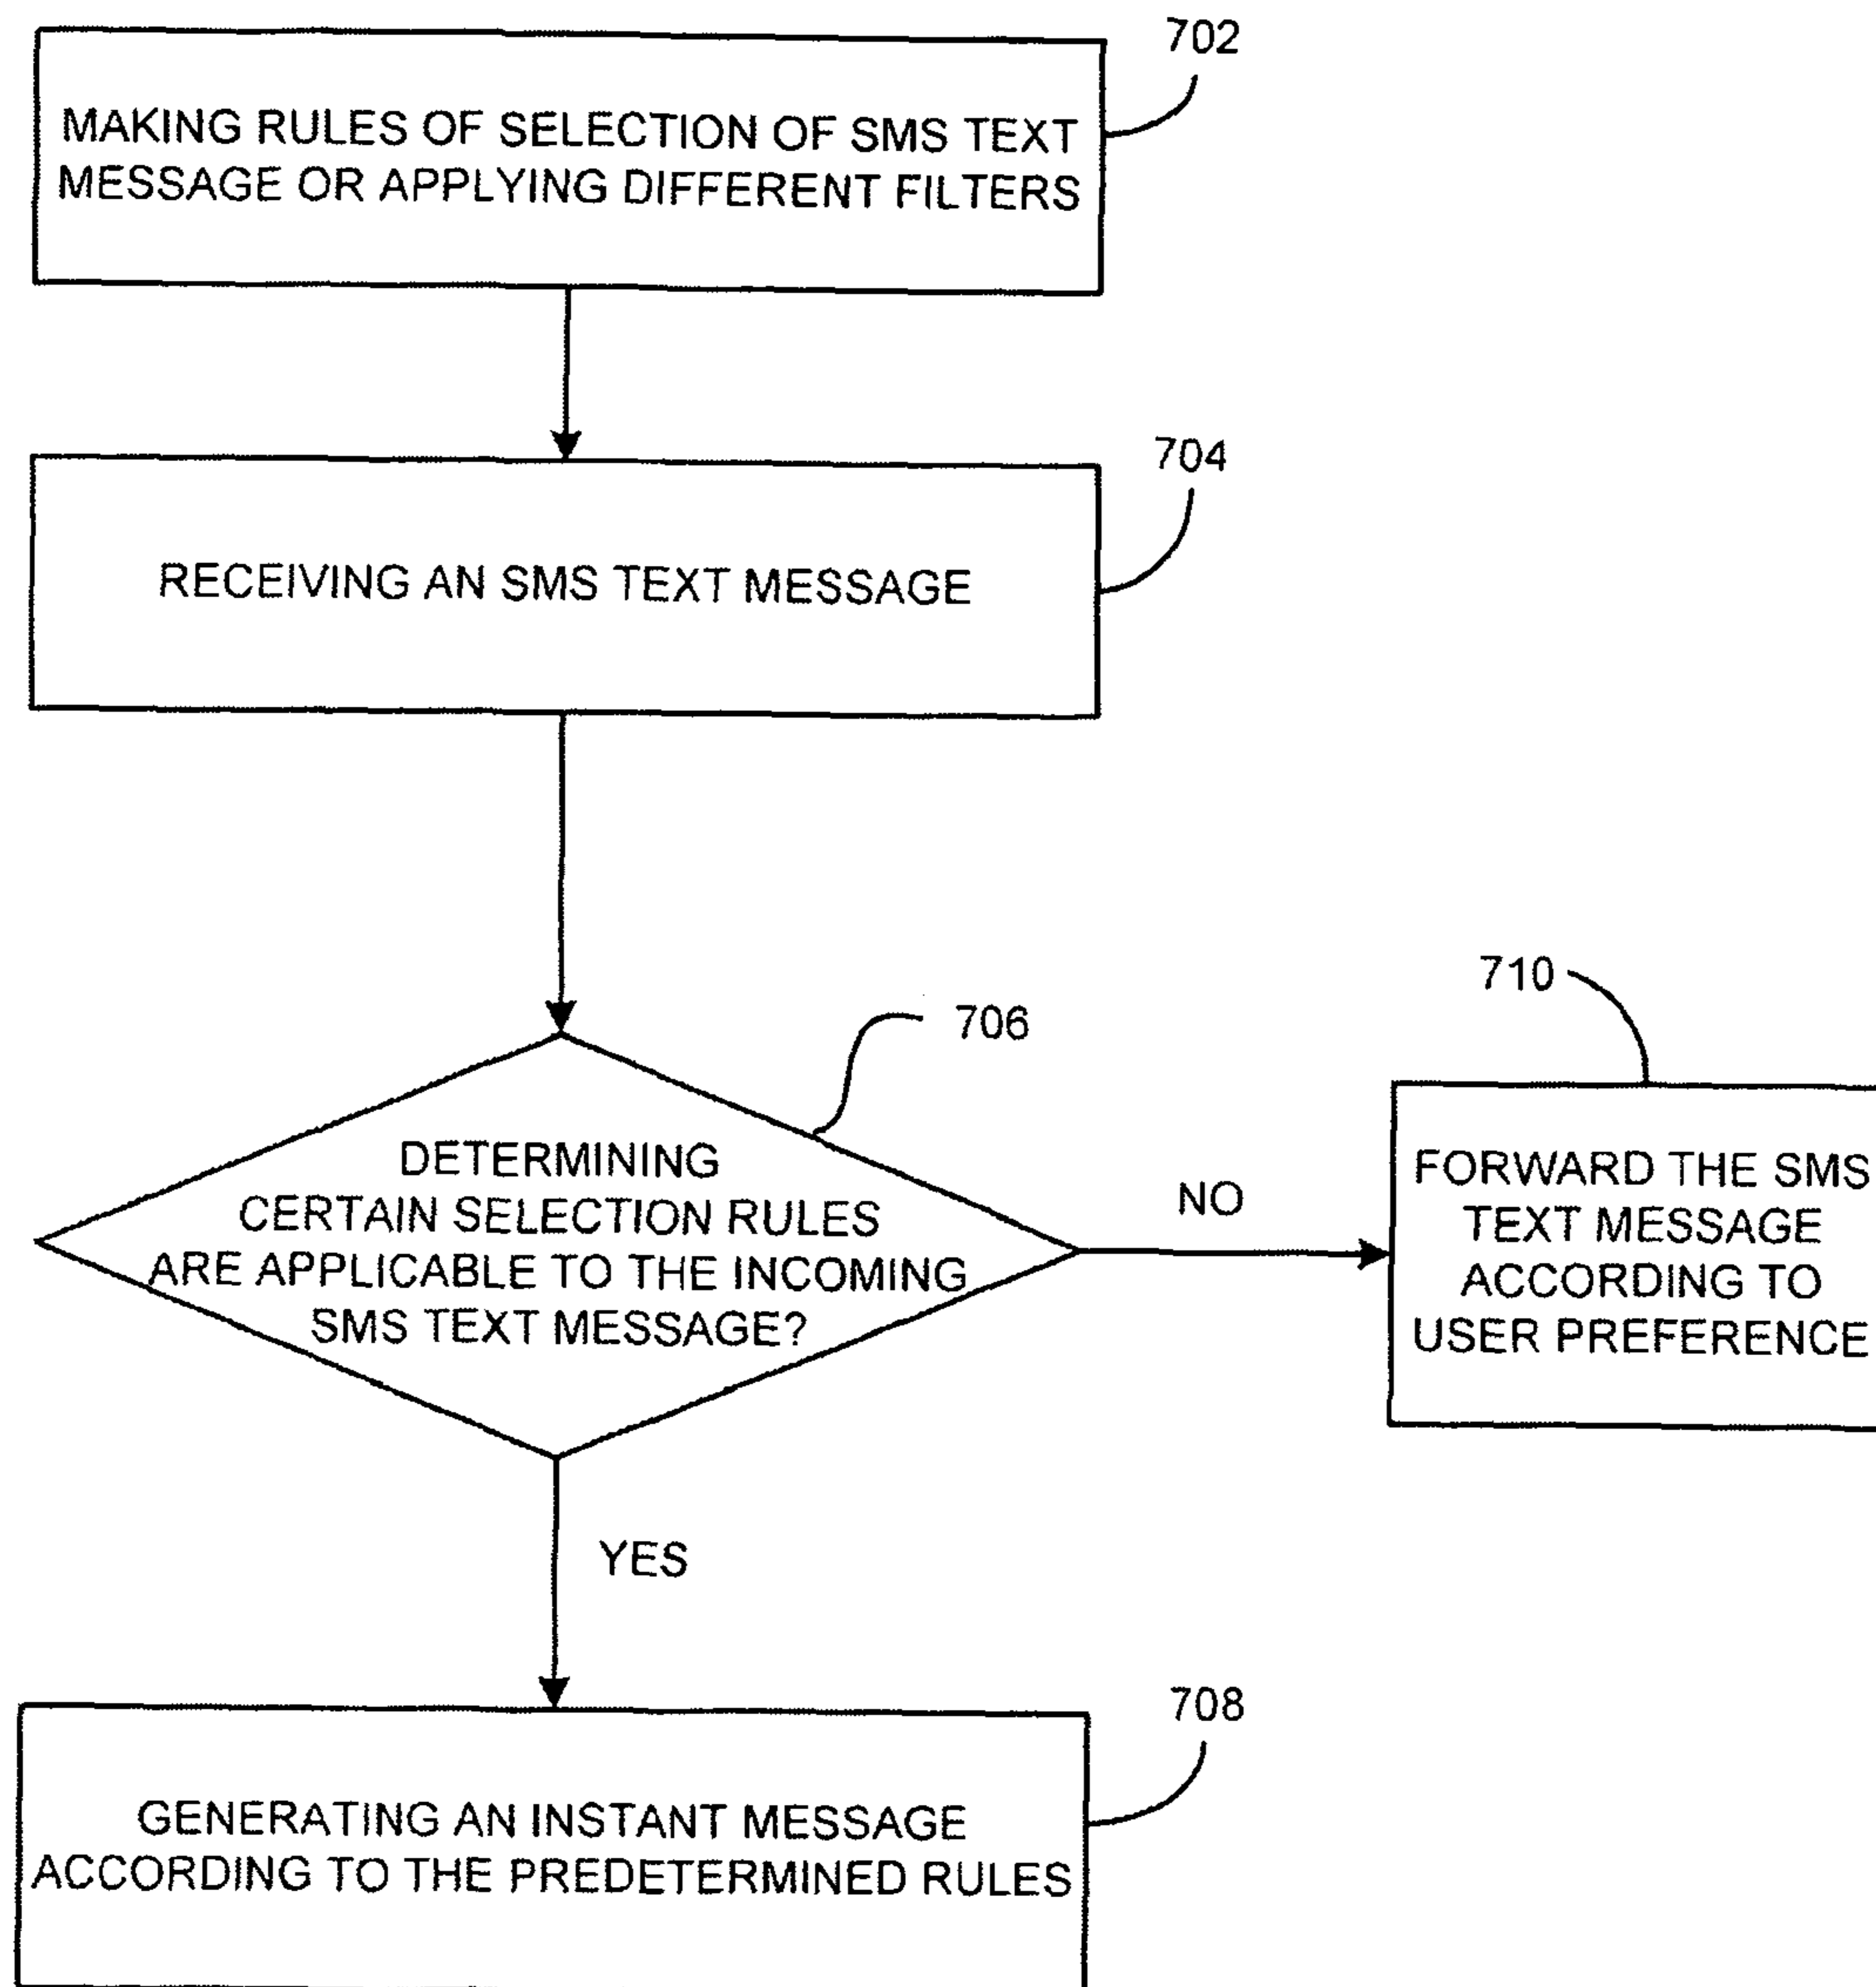 702
MAKING RULES OF SELECTION OF SMS TEXT
MESSAGE OR APPLYING DIFFERENT FILTERS
704
RECEIVING AN SMS TEXT MESSAGE
706
DETERMINING
CERTAIN SELECTION RULES
ARE APPLICABLE TO THE INCOMING
SMS TEXT MESSAGE?
NO
710
FORWARD THE SMS
TEXT MESSAGE
ACCORDING TO
USER PREFERENCE
YES
708
GENERATING AN INSTANT MESSAGE
ACCORDING TO THE PREDETERMINED RULES